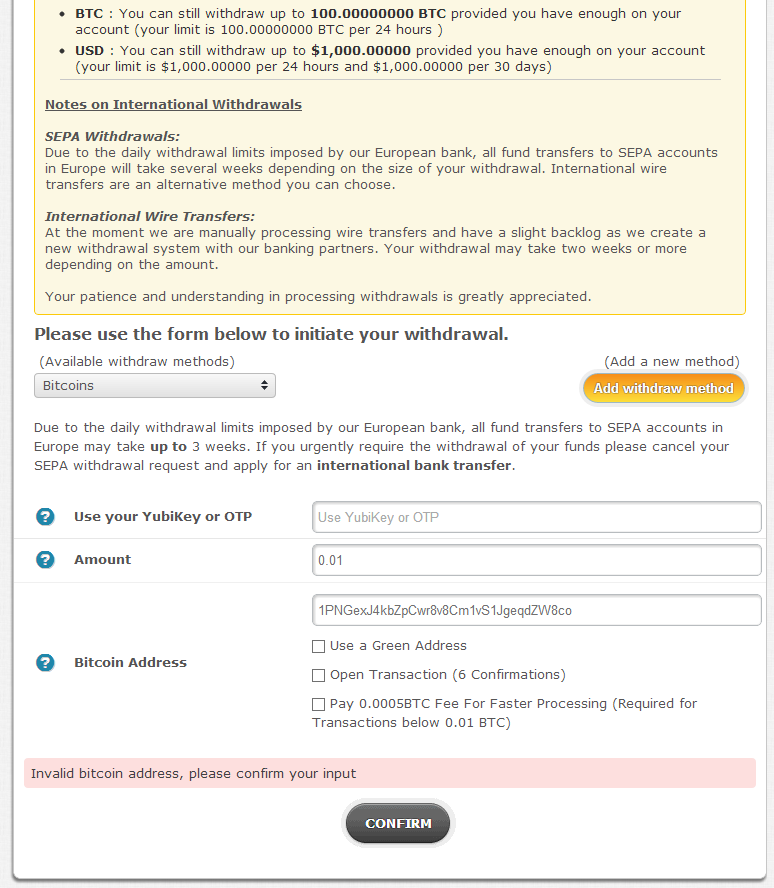 BTC : You can still withdraw up to 100.00000000 BTC provided you have enough on your
account (your limit is 100.00000000 BTC per 24 hours )
USD : You can still withdraw up to $1,000.00000 provided you have enough on your account
(your limit is $1,000.00000 per 24 hours and $1,000.00000 per 30 days)
Notes on International Withdrawals
SEPA Withdrawals:
Due to the daily withdrawal limits imposed by our European bank, all fund transfers to SEPA accounts
in Europe will take several weeks depending on the size of your withdrawal. International wire
transfers are an alternative method you can choose.
International Wire Transfers:
At the moment we are manually processing wire transfers and have a slight backlog as we create a
new withdrawal system with our banking partners. Your withdrawal may take two weeks or more
depending on the amount.
Your patience and understanding in processing withdrawals is greatly appreciated.
Please use the form below to initiate your withdrawal.
(Available withdraw methods) (Add a new method)
Bitcoins Add withdraw method
Due to the daily withdrawal limits imposed by our European bank, all fund transfers to SEPA accounts in
Europe may take up to 3 weeks. If you urgently require the withdrawal of your funds please cancel your
SEPA withdrawal request and apply for an international bank transfer.
? Use your YubiKey or OTP Use YubiKey or OTP
? Amount 0.01
1PNGexJ4kbZpCwr8v8Cm1vS1JgeqdZW8co
Use a Green Address
? Bitcoin Address
Open Transaction (6 Confirmations)
Pay 0.0005BTC Fee For Faster Processing (Required for
Transactions below 0.01 BTC)
Invalid bitcoin address, please confirm your input
CONFIRM